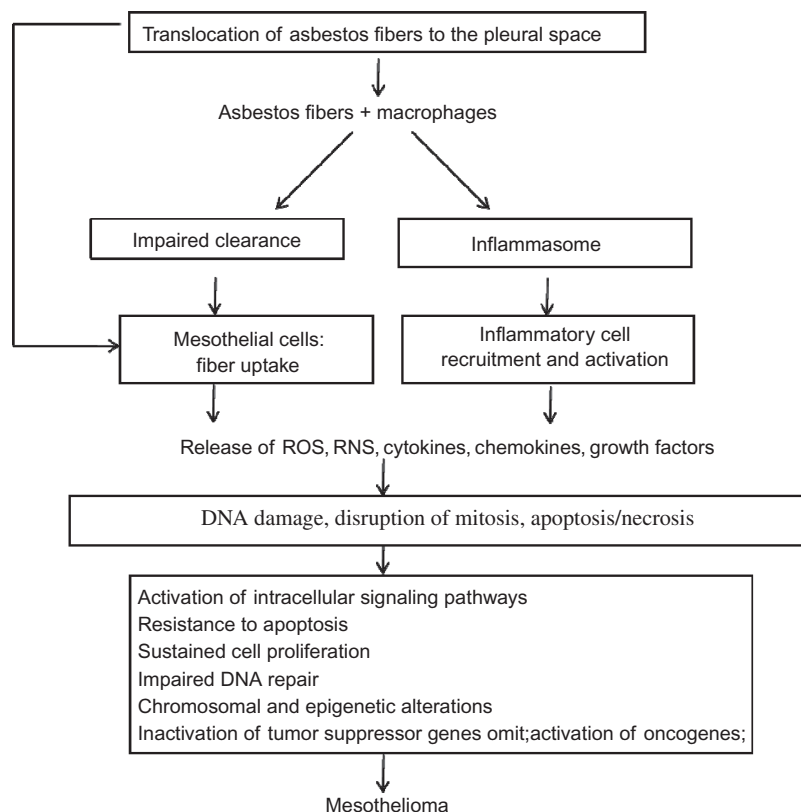 Translocation of asbestos fibers to the pleural space
Asbestos fibers + macrophages
Impaired clearance
Inflammasome
Mesothelial cells:
fiber uptake
Inflammatory cell
recruitment and activation
Release of ROS, RNS, cytokines, chemokines, growth factors
DNA damage, disruption of mitosis, apoptosis/necrosis
Activation of intracellular signaling pathways
Resistance to apoptosis
Sustained cell proliferation
Impaired DNA repair
Chromosomal and epigenetic alterations
Inactivation of tumor suppressor genes omit;activation of oncogenes;
Mesothelioma